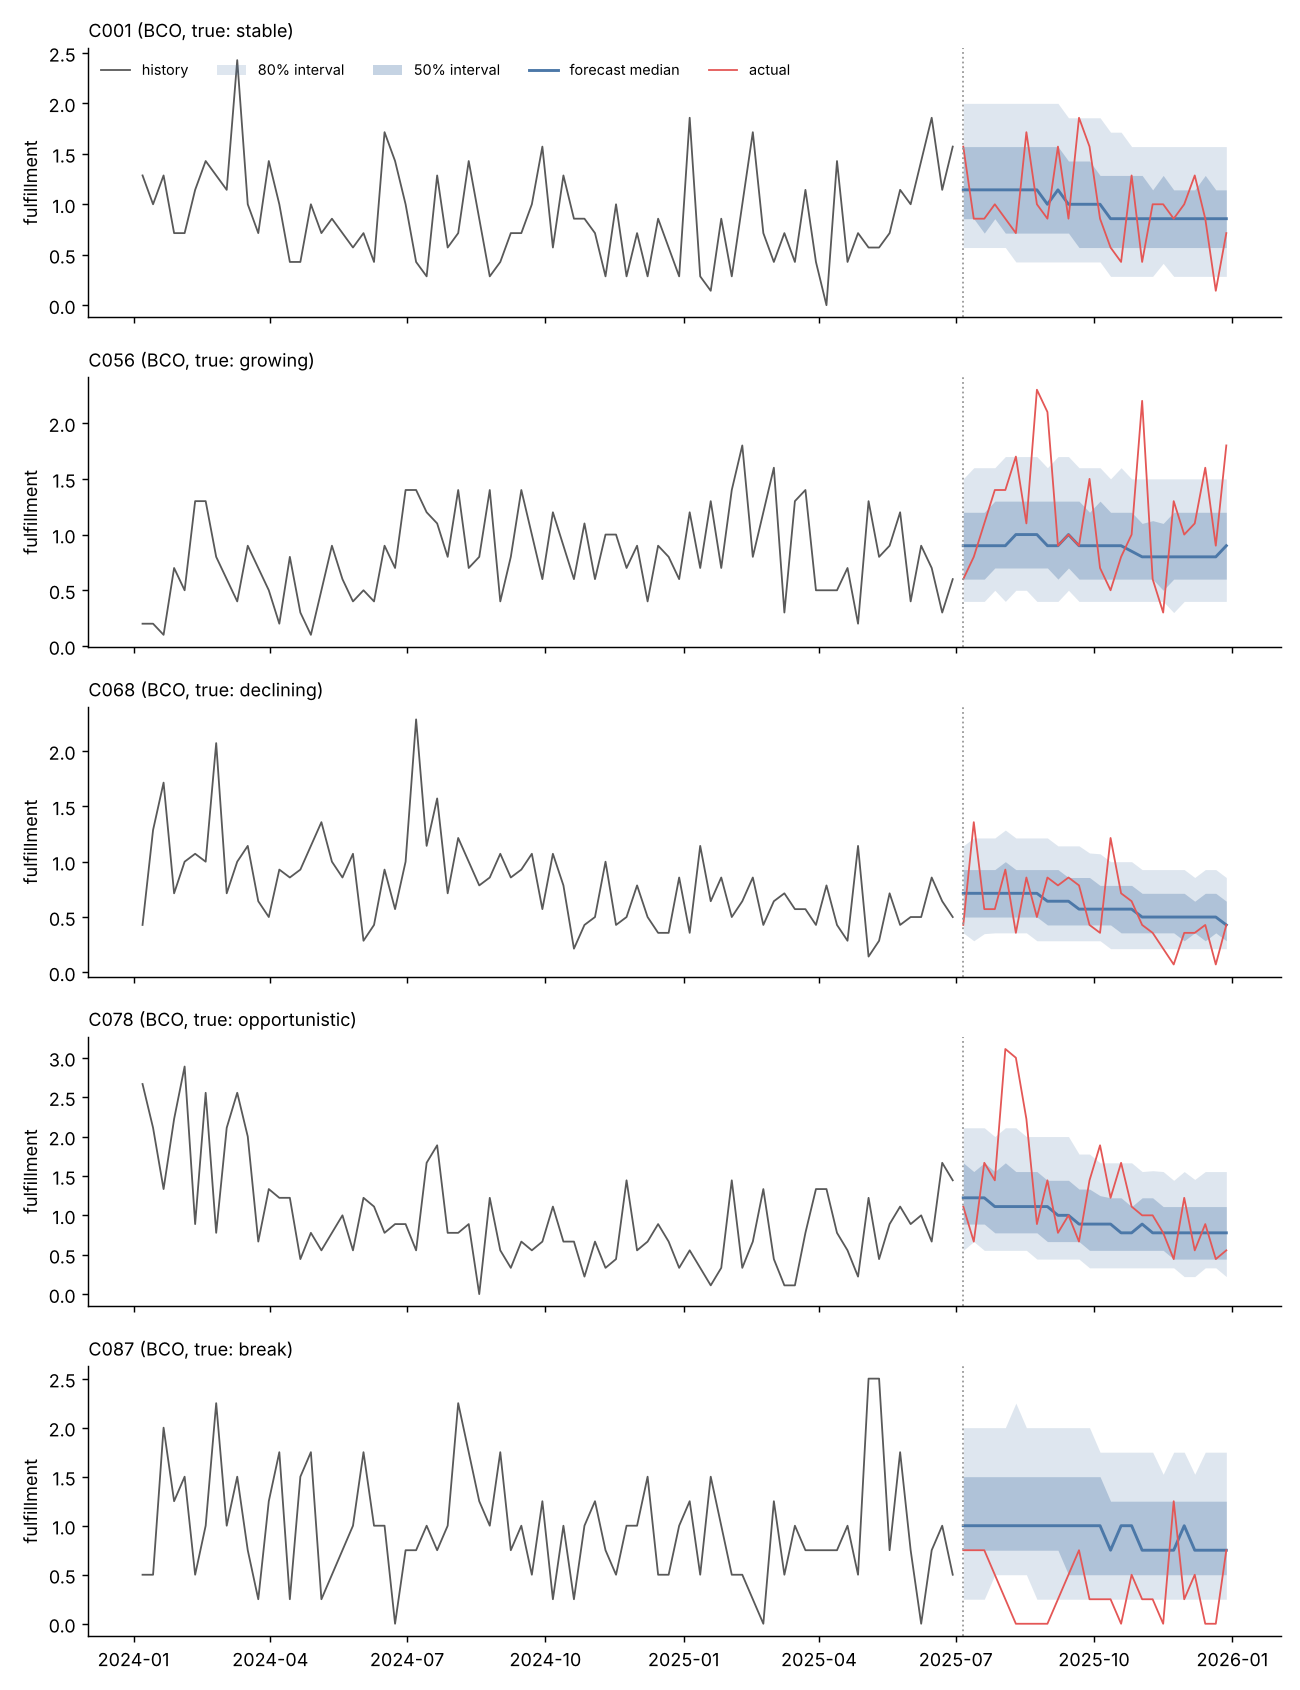 C001 (BCO, true: stable)
history 80% interval 50% interval forecast median actual
fulfillment
2.5
2.0
1.5
1.0
0.5
0.0
C056 (BCO, true: growing)
fulfillment
2.0
1.5
1.0
0.5
0.0
C068 (BCO, true: declining)
fulfillment
2.0
1.5
1.0
0.5
0.0
C078 (BCO, true: opportunistic)
fulfillment
3.0
2.5
2.0
1.5
1.0
0.5
0.0
C087 (BCO, true: break)
fulfillment
2.5
2.0
1.5
1.0
0.5
0.0
2024-01 2024-04 2024-07 2024-10 2025-01 2025-04 2025-07 2025-10 2026-01